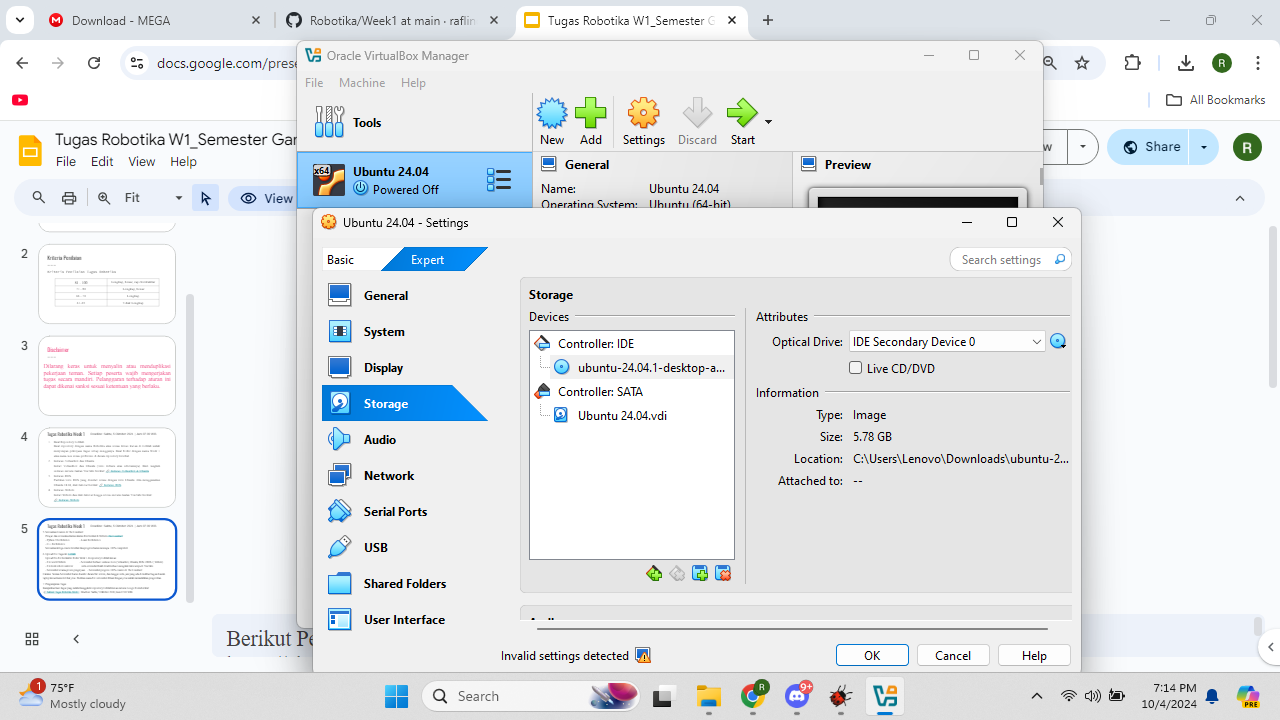 Download - MEGA
Robotika/Week1 at main · raflina
Tugas Robotika W1_Semester G
docs.google.com/prese
All Bookmarks
Tugas Robotika W1_Semester Gan
File Edit View Help
Fit
View
Share
R
Oracle VirtualBox Manager
File Machine Help
Tools
New Add Settings Discard Start
Ubuntu 24.04
Powered Off
x64
General
Name: Ubuntu 24.04
Operating System: Ubuntu (64-bit)
Preview
Ubuntu 24.04 - Settings
Basic Expert
Search settings
General
System
Display
Storage
Audio
Network
Serial Ports
USB
Shared Folders
User Interface
Storage
Devices
Controller: IDE
ubuntu-24.04.1-desktop-a...
Controller: SATA
Ubuntu 24.04.vdi
Attributes
Optical Drive: IDE Secondary Device 0
Live CD/DVD
Information
Type: Image
Size: 5.78 GB
Location: C:\Users\Lenovo\Downloads\ubuntu-2...
Attached to: --
Invalid settings detected
OK Cancel Help
2
Kriteria Penilaian
3
Disclaimer
Dilarang keras untuk menyalin atau menduplikasi
pekerjaan teman. Setiap peserta wajib mengerjakan
tugas secara mandiri. Pelanggaran terhadap aturan ini
dapat dikenai sanksi sesuai ketentuan yang berlaku.
4
Tugas Robotika Week 1
5
Tugas Robotika Week 1
Berikut Pe
1
75°F
Mostly cloudy
Search
9+
7:14 PM
10/4/2024
PRE